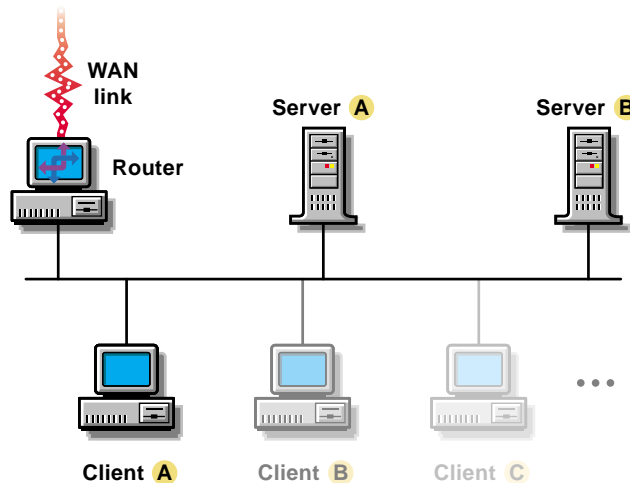 WAN
link
Router
Server A
Server B
Client A
Client B
Client C
...